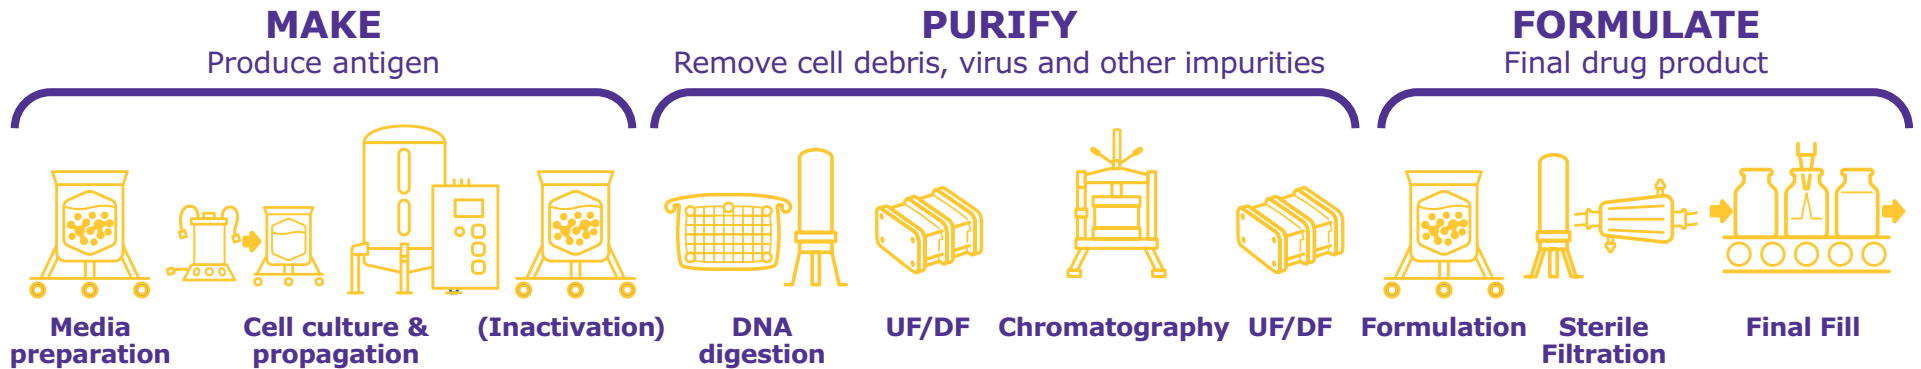 MAKE
Produce antigen
PURIFY
Remove cell debris, virus and other impurities
FORMULATE
Final drug product
Media
preparation
Cell culture &
propagation
(Inactivation)
DNA
digestion
UF/DF
Chromatography
UF/DF
Formulation
Sterile
Filtration
Final Fill